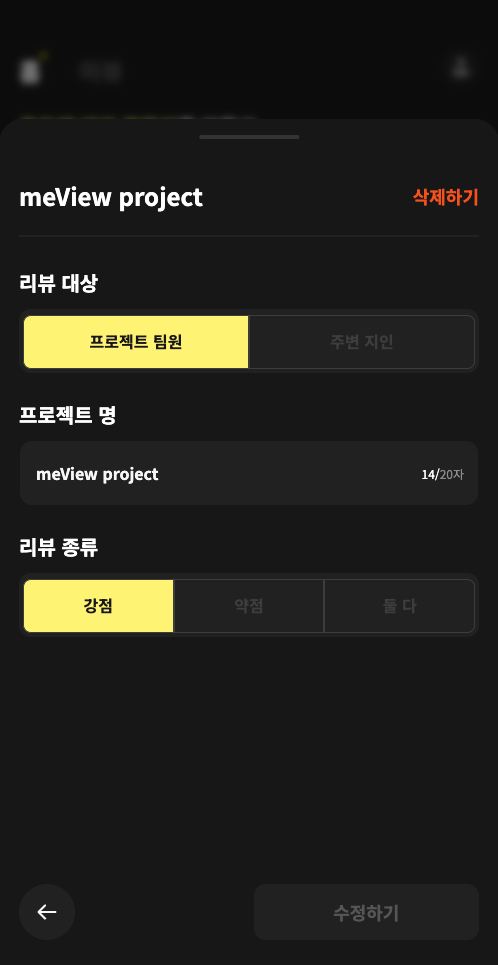 meView project
삭제하기
리뷰 대상
프로젝트 팀원
주변 지인
프로젝트 명
meView project
14/20자
리뷰 종류
강점
약점
둘 다
수정하기